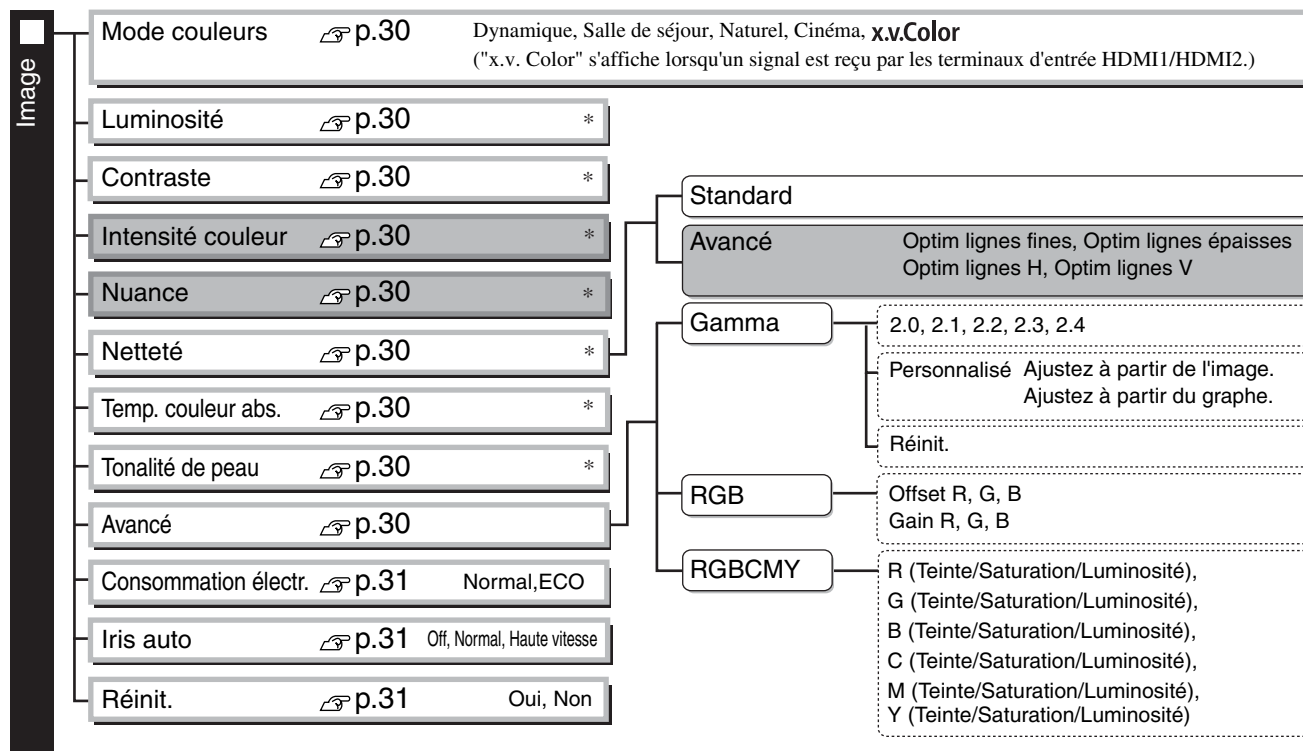 Image
Mode couleurs p.30 Dynamique, Salle de séjour, Naturel, Cinéma, x.v.Color
("x.v. Color" s'affiche lorsqu'un signal est reçu par les terminaux d'entrée HDMI1/HDMI2.)
Luminosité p.30 *
Contraste p.30 *
Intensité couleur p.30 *
Nuance p.30 *
Netteté p.30 *
Temp. couleur abs. p.30 *
Tonalité de peau p.30 *
Avancé p.30
Consommation électr. p.31 Normal,ECO
Iris auto p.31 Off, Normal, Haute vitesse
Réinit. p.31 Oui, Non
Standard
Avancé Optim lignes fines, Optim lignes épaisses
Optim lignes H, Optim lignes V
Gamma
2.0, 2.1, 2.2, 2.3, 2.4
Personnalisé Ajustez à partir de l'image.
Ajustez à partir du graphe.
Réinit.
RGB
Offset R, G, B
Gain R, G, B
RGBCMY
R (Teinte/Saturation/Luminosité),
G (Teinte/Saturation/Luminosité),
B (Teinte/Saturation/Luminosité),
C (Teinte/Saturation/Luminosité),
M (Teinte/Saturation/Luminosité),
Y (Teinte/Saturation/Luminosité)